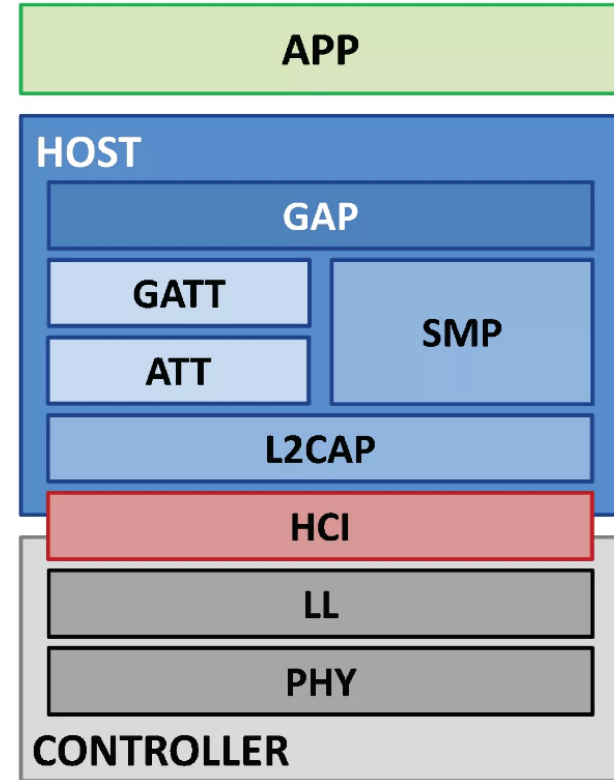 APP
HOST
GAP
GATT
SMP
ATT
L2CAP
HCI
LL
PHY
CONTROLLER